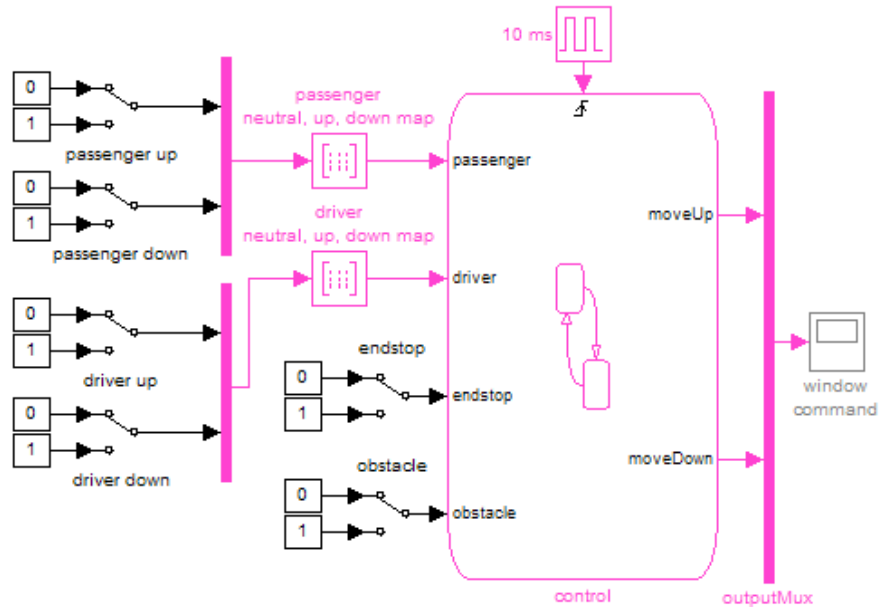 10 ms
0
1
passenger up
0
1
passenger down
passenger
neutral, up, down map
driver
neutral, up, down map
0
1
driver up
0
1
driver down
endstop
0
1
obstacle
0
1
passenger
driver
endstop
obstacle
moveUp
moveDown
control
outputMux
window
command